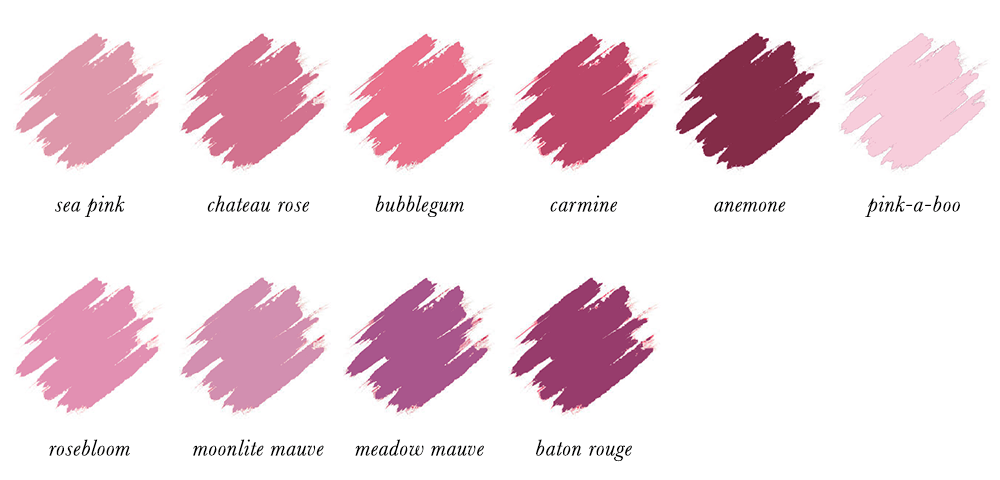 sea pink
chateau rose
bubblegum
carmine
anemone
pink-a-boo
rosebloom
moonlite mauve
meadow mauve
baton rouge